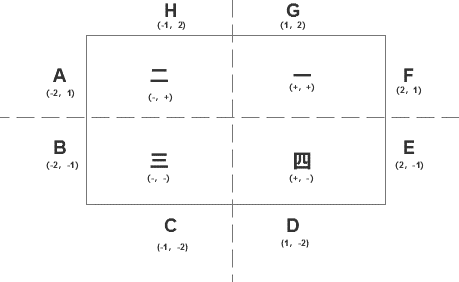 H
(-1, 2)
G
(1, 2)
A
(-2, 1)
二
(-, +)
一
(+, +)
F
(2, 1)
B
(-2, -1)
三
(-, -)
四
(+, -)
E
(2, -1)
C
(-1, -2)
D
(1, -2)